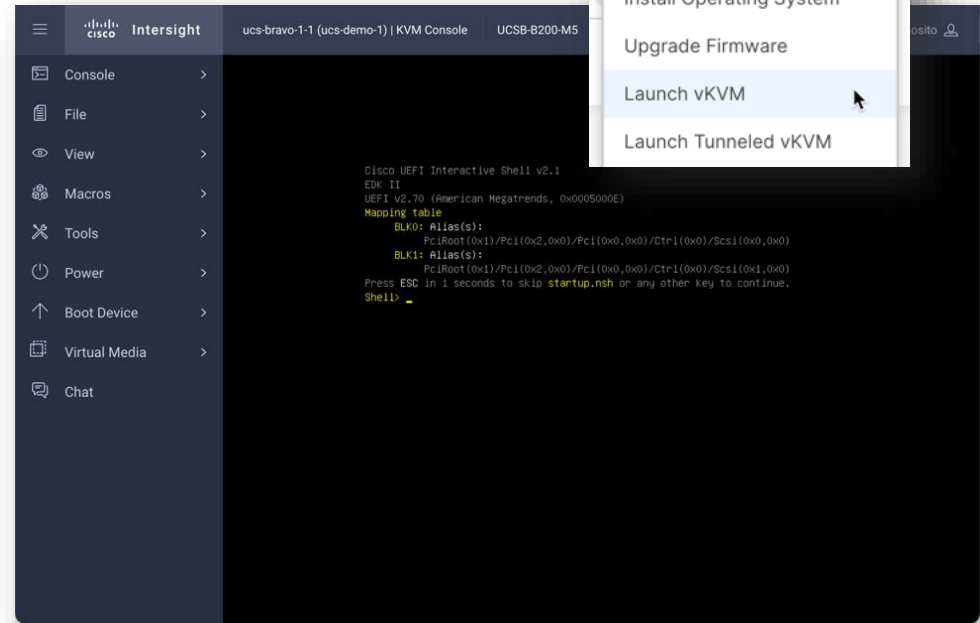 Install Operating System
Upgrade Firmware
Launch vKVM
Launch Tunneled vKVM
cisco Intersight
ucs-bravo-1-1 (ucs-demo-1) | KVM Console
UCSB-B200-M5
Console
File
View
Macros
Tools
Power
Boot Device
Virtual Media
Chat
Cisco UEFI Interactive Shell v2.1
EDK II
UEFI v2.70 (American Megatrends, 0x0005000E)
Mapping table
BLK0: Alias(s):
PciRoot(0x1)/Pci(0x2,0x0)/Pci(0x0,0x0)/Ctrl(0x0)/Scsi(0x0,0x0)
BLK1: Alias(s):
PciRoot(0x1)/Pci(0x2,0x0)/Pci(0x0,0x0)/Ctrl(0x0)/Scsi(0x1,0x0)
Press ESC in 1 seconds to skip startup.nsh or any other key to continue.
Shell> _